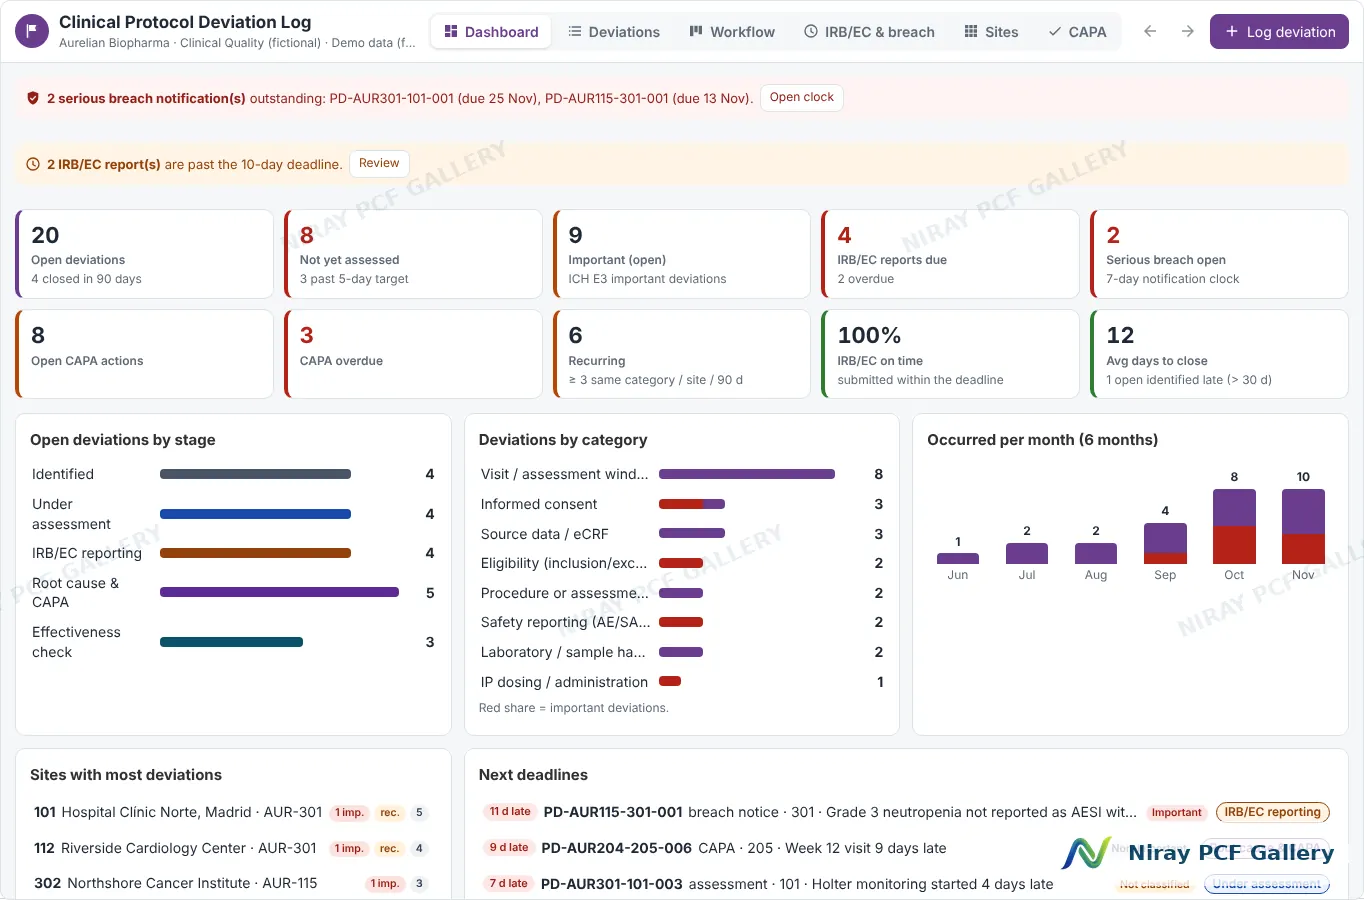 Clinical Protocol Deviation Log
Aurelian Biopharma · Clinical Quality (fictional) · Demo data (f...
Dashboard
Deviations
Workflow
IRB/EC & breach
Sites
CAPA
+ Log deviation
2 serious breach notification(s) outstanding: PD-AUR301-101-001 (due 25 Nov), PD-AUR115-301-001 (due 13 Nov). Open clock
2 IRB/EC report(s) are past the 10-day deadline. Review
20
Open deviations
4 closed in 90 days
8
Not yet assessed
3 past 5-day target
9
Important (open)
ICH E3 important deviations
4
IRB/EC reports due
2 overdue
2
Serious breach open
7-day notification clock
8
Open CAPA actions
3
CAPA overdue
6
Recurring
≥ 3 same category / site / 90 d
100%
IRB/EC on time
submitted within the deadline
12
Avg days to close
1 open identified late (> 30 d)
Open deviations by stage
Identified 4
Under assessment 4
IRB/EC reporting 4
Root cause & CAPA 5
Effectiveness check 3
Deviations by category
Visit / assessment wind... 8
Informed consent 3
Source data / eCRF 3
Eligibility (inclusion/exc... 2
Procedure or assessme... 2
Safety reporting (AE/SA... 2
Laboratory / sample ha... 2
IP dosing / administration 1
Red share = important deviations.
Occurred per month (6 months)
1 2 2 4 8 10
Jun Jul Aug Sep Oct Nov
Sites with most deviations
101 Hospital Clínic Norte, Madrid · AUR-301 1 imp. rec. 5
112 Riverside Cardiology Center · AUR-301 1 imp. rec. 4
302 Northshore Cancer Institute · AUR-115 1 imp. 3
Next deadlines
11 d late PD-AUR115-301-001 breach notice · 301 · Grade 3 neutropenia not reported as AESI wit... Important IRB/EC reporting
9 d late PD-AUR204-205-006 CAPA · 205 · Week 12 visit 9 days late
7 d late PD-AUR301-101-003 assessment · 101 · Holter monitoring started 4 days late Not classified Under assessment
NIRAY PCF GALLERY
NIRAY PCF GALLERY
NIRAY PCF GALLERY
NIRAY PCF GALLERY
Niray PCF Gallery